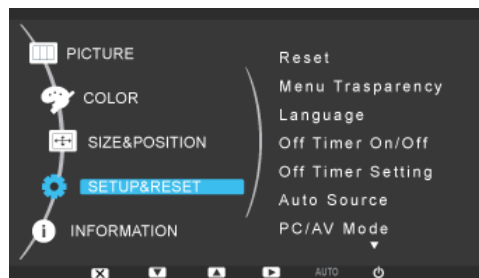 PICTURE
COLOR
SIZE&POSITION
SETUP&RESET
INFORMATION
Reset
Menu Trasparency
Language
Off Timer On/Off
Off Timer Setting
Auto Source
PC/AV Mode
AUTO